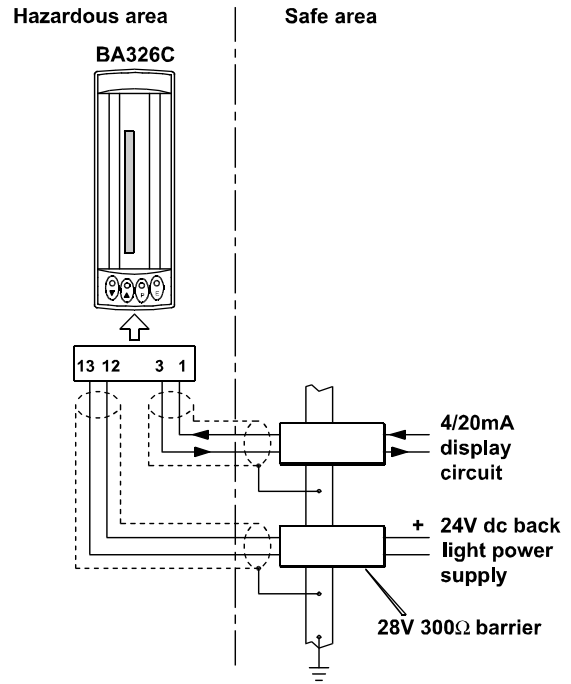 Hazardous area
Safe area
BA326C
P E
13 12 3 1
4/20mA
display
circuit
+ 24V dc back
light power
supply
28V 300Ω barrier